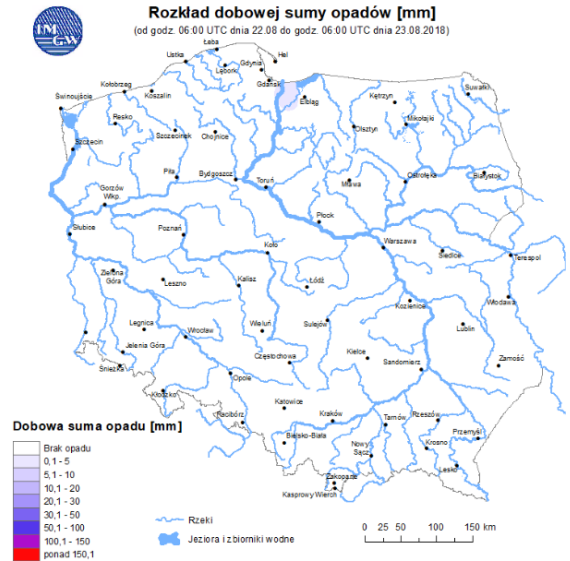 IM
GW
Rozkład dobowej sumy opadów [mm]
(od godz. 06:00 UTC dnia 22.08 do godz. 06:00 UTC dnia 23.08.2018)
Łeba
Ustka
Hel
Gdynia
Lębork
Gdańsk
Kołobrzeg
Koszalin
Elbląg
Kętrzyn
Suwałki
Świnoujście
Resko
Szczecinek
Chojnice
Olsztyn
Mikołajki
Szczecin
Piła
Bydgoszcz
Toruń
Mława
Ostrołęka
Białystok
Gorzów
Wlkp.
Płock
Słubice
Poznań
Koło
Warszawa
Siedlce
Terespol
Zielona
Góra
Leszno
Kalisz
Łódź
Kozienice
Włodawa
Legnica
Wrocław
Wieluń
Sulejów
Lublin
Jelenia Góra
Częstochowa
Kielce
Sandomierz
Zamość
Śnieżka
Opole
Kłodzko
Racibórz
Katowice
Kraków
Tarnów
Rzeszów
Przemyśl
Bielsko-Biała
Nowy
Sącz
Krosno
Lesko
Zakopane
Kasprowy Wierch
Dobowa suma opadu [mm]
Brak opadu
0,1 - 5
5,1 - 10
10,1 - 20
20,1 - 30
30,1 - 50
50,1 - 100
100,1 - 150
ponad 150,1
Rzeki
Jeziora i zbiorniki wodne
0 25 50 100 150 km